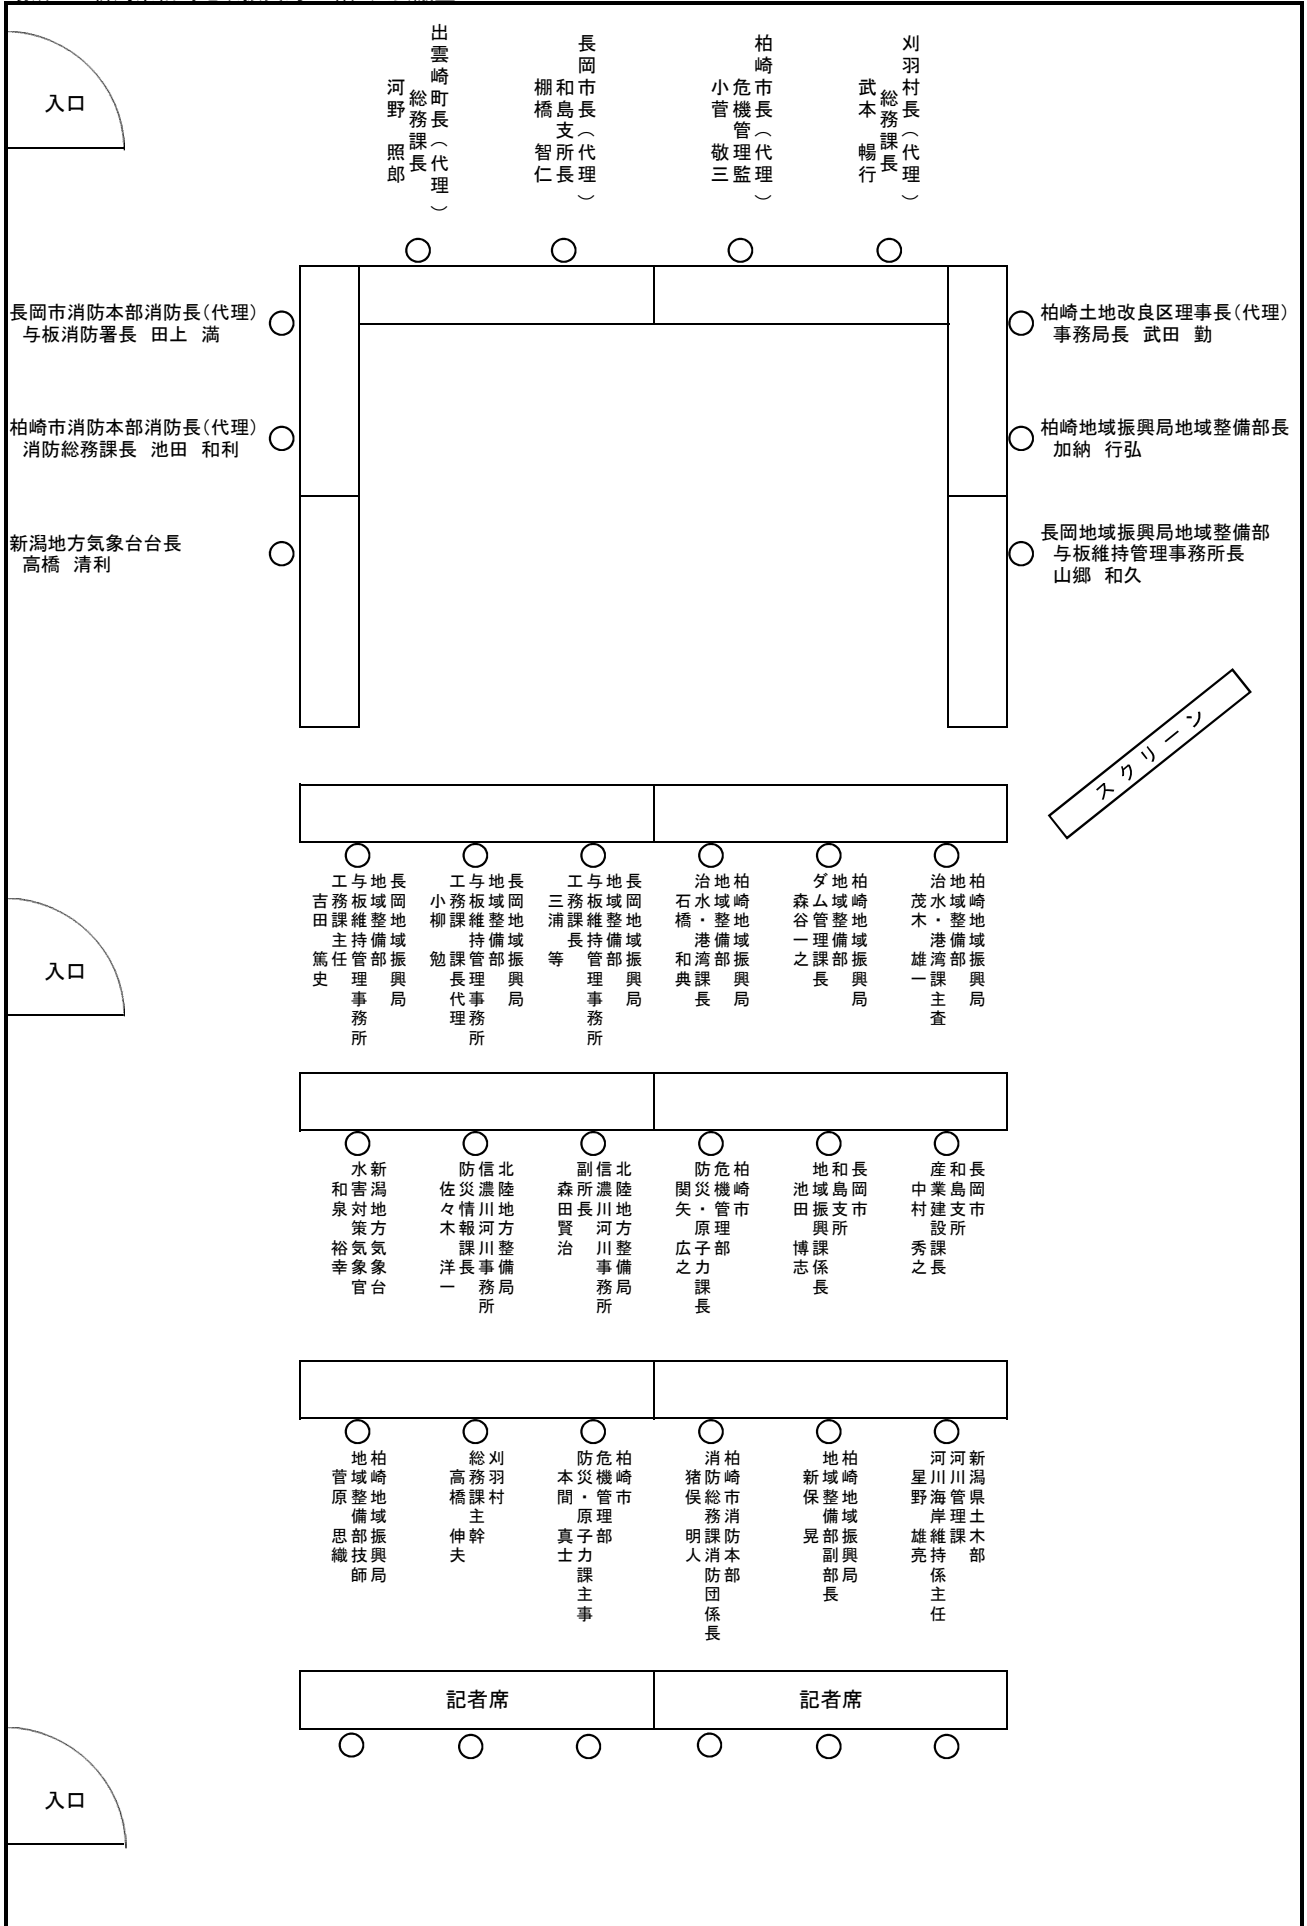 入口
刈羽村長（代理）
総務課長
武本　暢行
柏崎市長（代理）
危機管理監
小菅　敬三
長岡市長（代理）
和島支所長
棚橋　智仁
出雲崎町長（代理）
総務課長
河野　照郎
長岡市消防本部消防長（代理）
与板消防署長　田上　満
柏崎市消防本部消防長（代理）
消防総務課長　池田　和利
新潟地方気象台台長
高橋　清利
柏崎土地改良区理事長（代理）
事務局長　武田　勤
柏崎地域振興局地域整備部長
加納　行弘
長岡地域振興局地域整備部
与板維持管理事務所長
山郷　和久
スクリーン
入口
柏崎地域振興局
地域整備部
治水・港湾課主査
茂木　雄一
柏崎地域振興局
地域整備部
ダム管理課長
森谷一之
柏崎地域振興局
地域整備部
治水・港湾課長
石橋　和典
長岡地域振興局
地域整備部
与板維持管理事務所
工務課長
三浦　等
長岡地域振興局
地域整備部
与板維持管理事務所
工務課　課長代理
小柳　勉
長岡地域振興局
地域整備部
与板維持管理事務所
工務課主任
吉田　篤史
長岡市
和島支所
産業建設課長
中村　秀之
長岡市
和島支所
地域振興課係長
池田　博志
柏崎市
危機管理部
防災・原子力課長
関矢　広之
北陸地方整備局
信濃川河川事務所
副所長
森田賢治
北陸地方整備局
信濃川河川事務所
防災情報課長
佐々木　洋一
新潟地方気象台
水害対策気象官
和泉　裕幸
新潟県土木部
河川管理課
河川海岸維持係主任
星野　雄亮
柏崎地域振興局
地域整備部副部長
新保　晃
柏崎市消防本部
消防総務課消防団係長
猪俣　明人
柏崎市
危機管理部
防災・原子力課主事
本間　真士
刈羽村
総務課主幹
高橋　伸夫
柏崎地域振興局
地域整備部技師
菅原　思織
記者席
記者席
入口